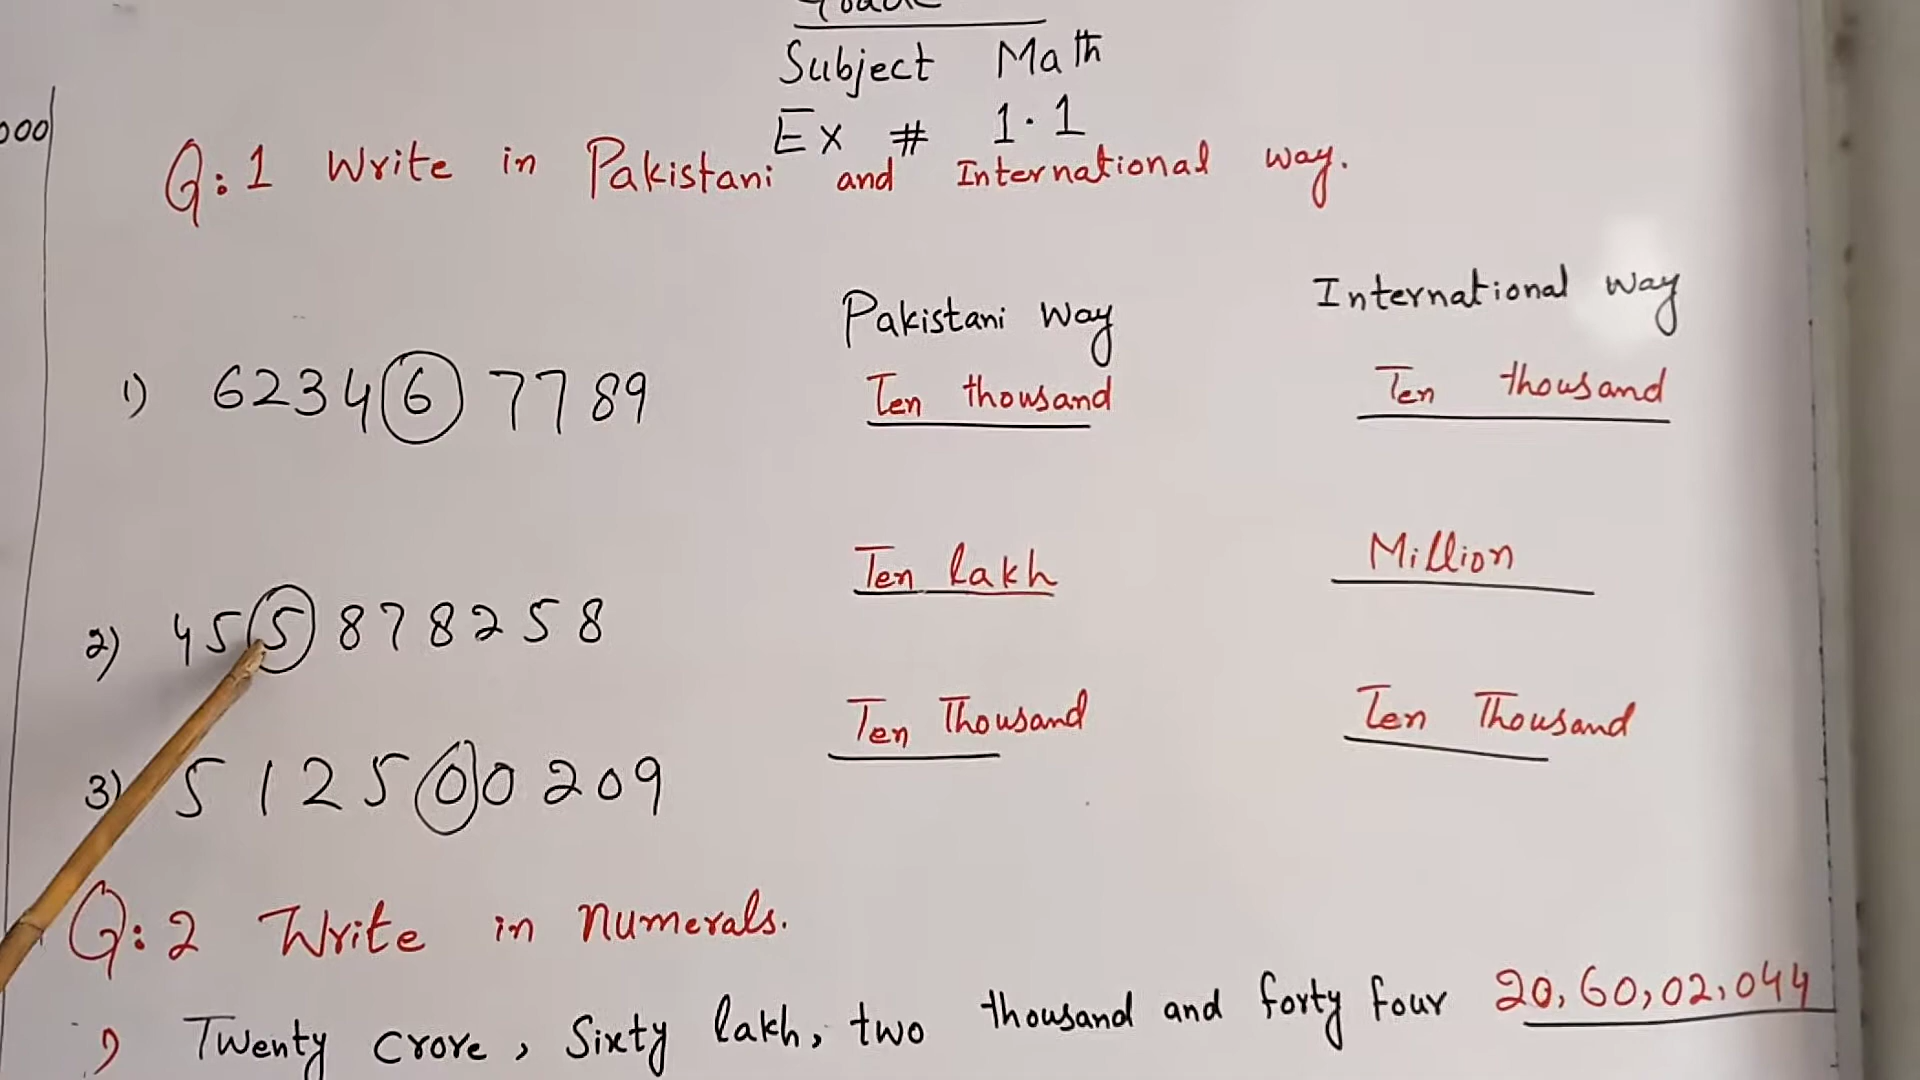 Subject Math
Ex # 1.1
000
Q:1 Write in Pakistani and International way.
Pakistani way International way
1) 623467789 Ten thousand Ten thousand
2) 455878258 Ten lakh Million
3) 512500209 Ten Thousand Ten Thousand
Q:2 Write in numerals.
Twenty crore, Sixty lakh, two thousand and forty four 20,60,02,044